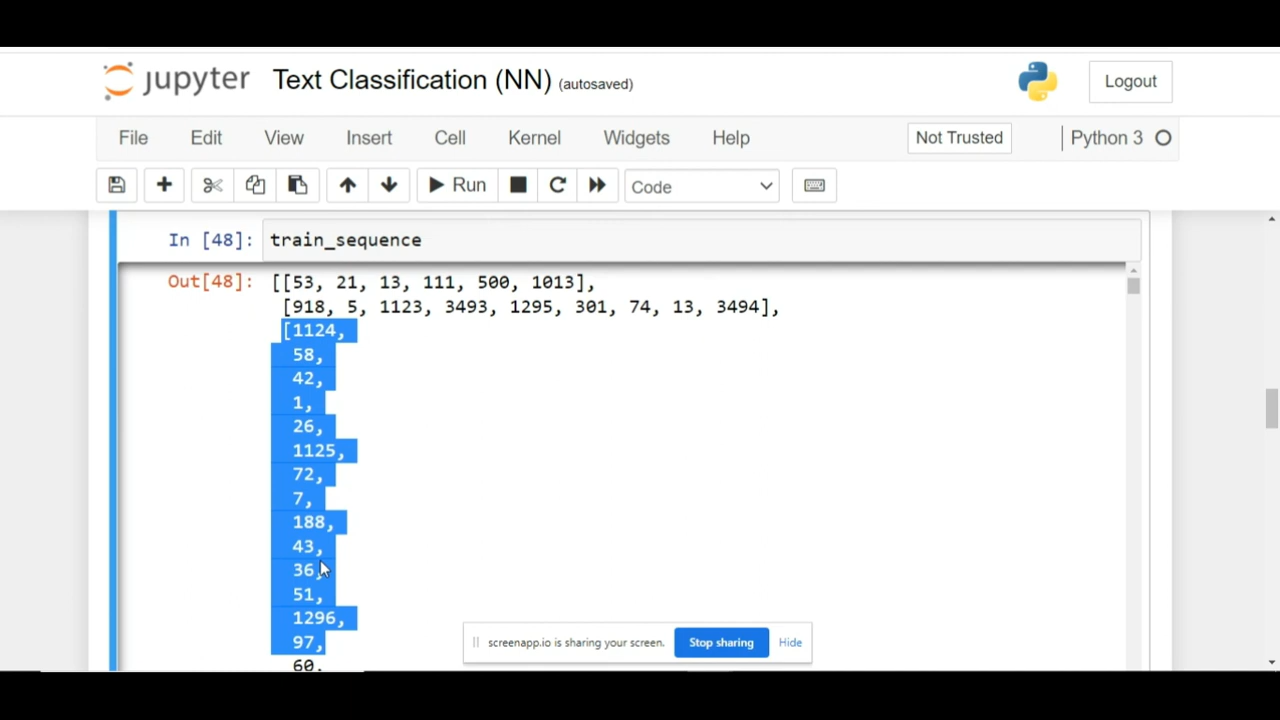 jupyter Text Classification (NN) (autosaved) Logout
File Edit View Insert Cell Kernel Widgets Help Not Trusted Python 3
Run Code
In [48]: train_sequence
Out[48]: [[53, 21, 13, 111, 500, 1013],
[918, 5, 1123, 3493, 1295, 301, 74, 13, 3494],
[1124,
58,
42,
1,
26,
1125,
72,
7,
188,
43,
36,
51,
1296,
97,
60,
screenapp.io is sharing your screen. Stop sharing Hide